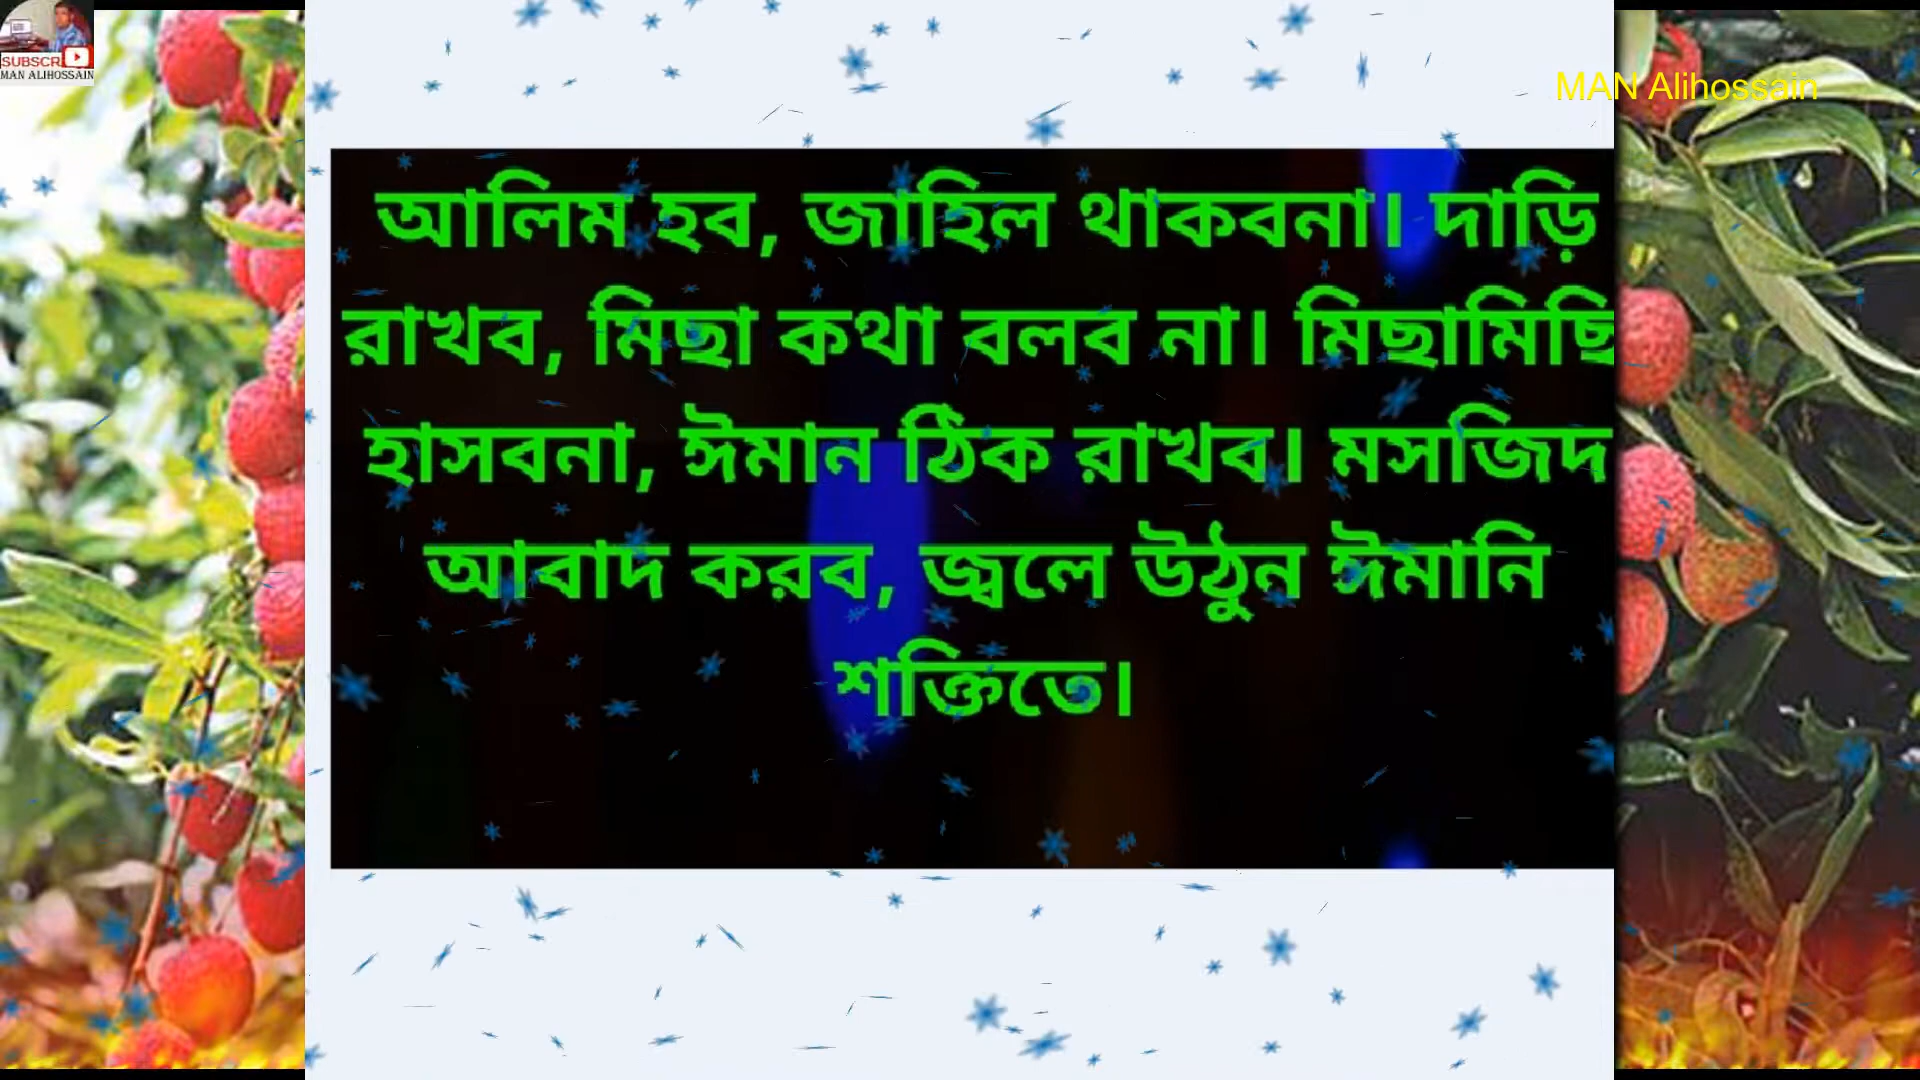 SUBSCR
MAN ALIHOSSAIN
MAN Alihossain
আলিম হব, জাহিল থাকবনা। দাড়ি
রাখব, মিছা কথা বলব না। মিছামিছি
হাসবনা, ঈমান ঠিক রাখব। মসজিদ
আবাদ করব, জ্বলে উঠুন ঈমানি
শক্তিতে।